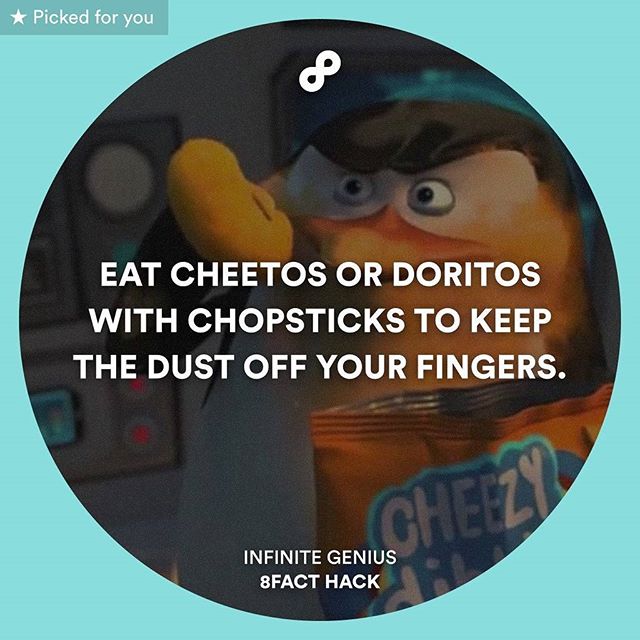 ★ Picked for you
EAT CHEETOS OR DORITOS
WITH CHOPSTICKS TO KEEP
THE DUST OFF YOUR FINGERS.
CHEEZY
INFINITE GENIUS
8FACT HACK